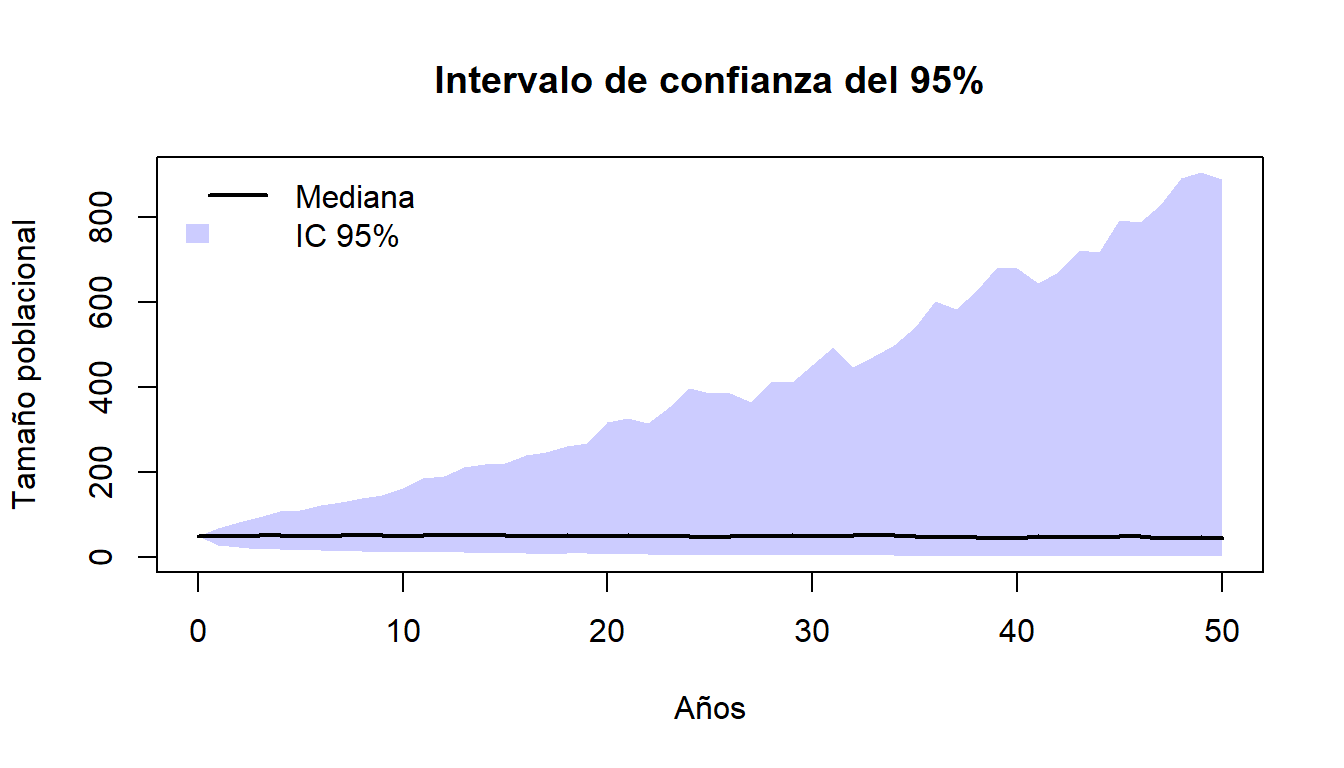 Intervalo de confianza del 95%
Mediana
IC 95%
Tamaño poblacional
800
600
400
200
0
0 10 20 30 40 50
Años